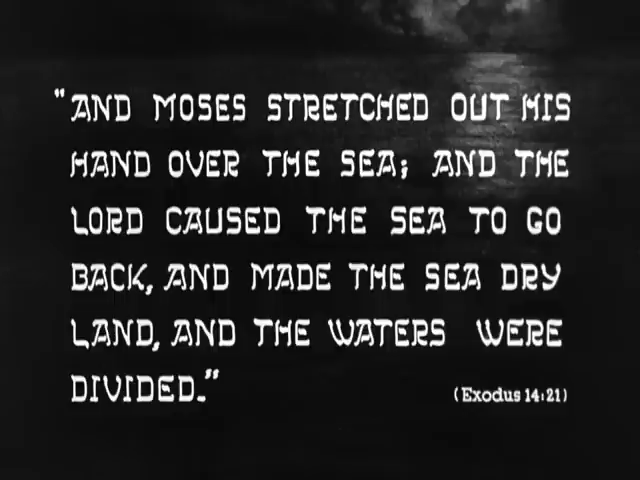 "AND MOSES STRETCHED OUT HIS
HAND OVER THE SEA; AND THE
LORD CAUSED THE SEA TO GO
BACK, AND MADE THE SEA DRY
LAND, AND THE WATERS WERE
DIVIDED."
(Exodus 14:21)